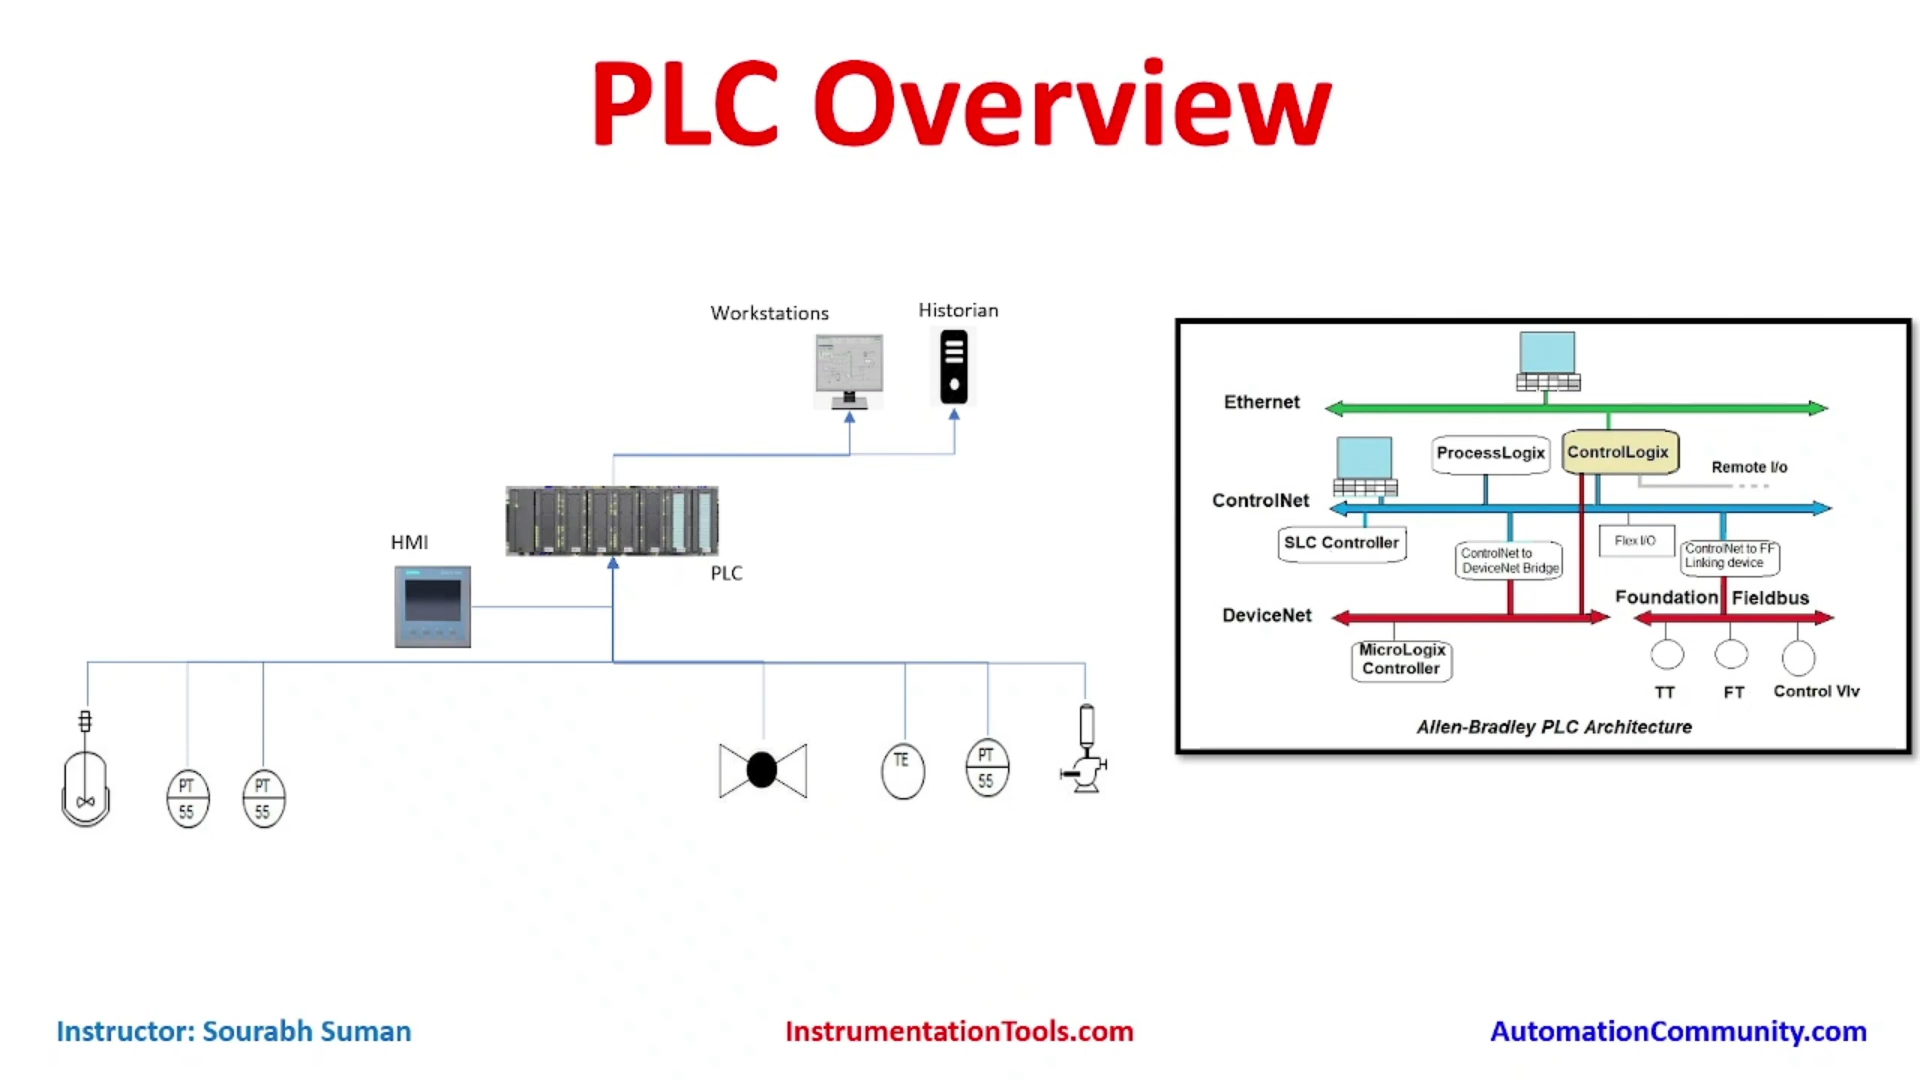 PLC Overview
Workstations
Historian
HMI
PLC
PT
55
PT
55
TE
PT
55
Ethernet
ProcessLogix
ControlLogix
Remote I/o
ControlNet
SLC Controller
ControlNet to
DeviceNet Bridge
Flex I/O
ControlNet to FF
Linking device
Foundation Fieldbus
DeviceNet
MicroLogix
Controller
TT
FT
Control Vlv
Allen-Bradley PLC Architecture
Instructor: Sourabh Suman
InstrumentationTools.com
AutomationCommunity.com